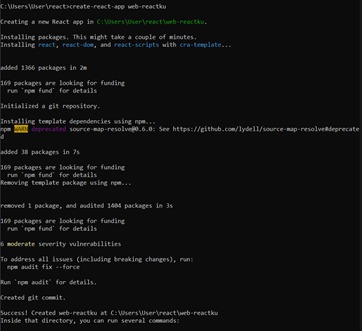 C:\Users\User\react>create-react-app web-reactku
Creating a new React app in C:\Users\User\react\web-reactku.
Installing packages. This might take a couple of minutes.
Installing react, react-dom, and react-scripts with cra-template...
added 1366 packages in 2m
169 packages are looking for funding
run `npm fund` for details
Initialized a git repository.
Installing template dependencies using npm...
npm WARN deprecated source-map-resolve@0.6.0: See https://github.com/lydell/source-map-resolve#deprecate
d
added 38 packages in 7s
169 packages are looking for funding
run `npm fund` for details
Removing template package using npm...
removed 1 package, and audited 1404 packages in 3s
169 packages are looking for funding
run `npm fund` for details
6 moderate severity vulnerabilities
To address all issues (including breaking changes), run:
npm audit fix --force
Run `npm audit` for details.
Created git commit.
Success! Created web-reactku at C:\Users\User\react\web-reactku
Inside that directory, you can run several commands: